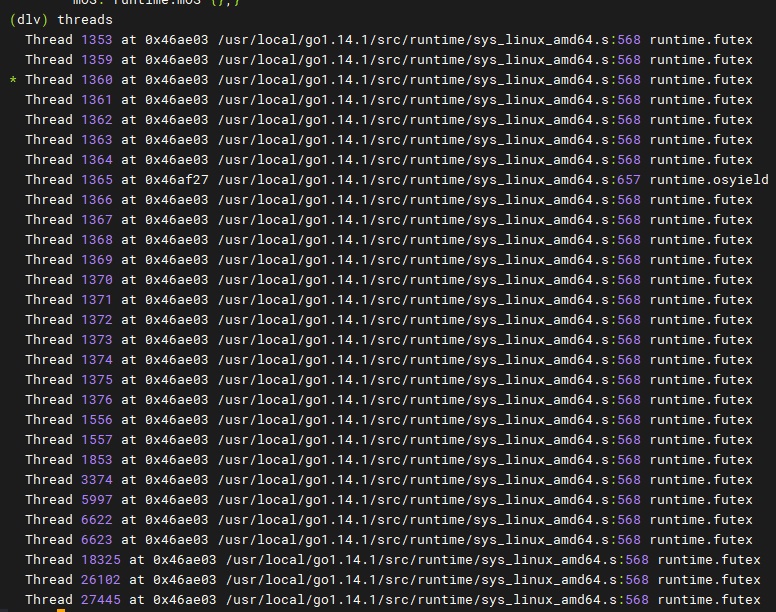 mOS: runtime.mOS {},}
(dlv) threads
Thread 1353 at 0x46ae03 /usr/local/go1.14.1/src/runtime/sys_linux_amd64.s:568 runtime.futex
Thread 1359 at 0x46ae03 /usr/local/go1.14.1/src/runtime/sys_linux_amd64.s:568 runtime.futex
* Thread 1360 at 0x46ae03 /usr/local/go1.14.1/src/runtime/sys_linux_amd64.s:568 runtime.futex
Thread 1361 at 0x46ae03 /usr/local/go1.14.1/src/runtime/sys_linux_amd64.s:568 runtime.futex
Thread 1362 at 0x46ae03 /usr/local/go1.14.1/src/runtime/sys_linux_amd64.s:568 runtime.futex
Thread 1363 at 0x46ae03 /usr/local/go1.14.1/src/runtime/sys_linux_amd64.s:568 runtime.futex
Thread 1364 at 0x46ae03 /usr/local/go1.14.1/src/runtime/sys_linux_amd64.s:568 runtime.futex
Thread 1365 at 0x46af27 /usr/local/go1.14.1/src/runtime/sys_linux_amd64.s:657 runtime.osyield
Thread 1366 at 0x46ae03 /usr/local/go1.14.1/src/runtime/sys_linux_amd64.s:568 runtime.futex
Thread 1367 at 0x46ae03 /usr/local/go1.14.1/src/runtime/sys_linux_amd64.s:568 runtime.futex
Thread 1368 at 0x46ae03 /usr/local/go1.14.1/src/runtime/sys_linux_amd64.s:568 runtime.futex
Thread 1369 at 0x46ae03 /usr/local/go1.14.1/src/runtime/sys_linux_amd64.s:568 runtime.futex
Thread 1370 at 0x46ae03 /usr/local/go1.14.1/src/runtime/sys_linux_amd64.s:568 runtime.futex
Thread 1371 at 0x46ae03 /usr/local/go1.14.1/src/runtime/sys_linux_amd64.s:568 runtime.futex
Thread 1372 at 0x46ae03 /usr/local/go1.14.1/src/runtime/sys_linux_amd64.s:568 runtime.futex
Thread 1373 at 0x46ae03 /usr/local/go1.14.1/src/runtime/sys_linux_amd64.s:568 runtime.futex
Thread 1374 at 0x46ae03 /usr/local/go1.14.1/src/runtime/sys_linux_amd64.s:568 runtime.futex
Thread 1375 at 0x46ae03 /usr/local/go1.14.1/src/runtime/sys_linux_amd64.s:568 runtime.futex
Thread 1376 at 0x46ae03 /usr/local/go1.14.1/src/runtime/sys_linux_amd64.s:568 runtime.futex
Thread 1556 at 0x46ae03 /usr/local/go1.14.1/src/runtime/sys_linux_amd64.s:568 runtime.futex
Thread 1557 at 0x46ae03 /usr/local/go1.14.1/src/runtime/sys_linux_amd64.s:568 runtime.futex
Thread 1853 at 0x46ae03 /usr/local/go1.14.1/src/runtime/sys_linux_amd64.s:568 runtime.futex
Thread 3374 at 0x46ae03 /usr/local/go1.14.1/src/runtime/sys_linux_amd64.s:568 runtime.futex
Thread 5997 at 0x46ae03 /usr/local/go1.14.1/src/runtime/sys_linux_amd64.s:568 runtime.futex
Thread 6622 at 0x46ae03 /usr/local/go1.14.1/src/runtime/sys_linux_amd64.s:568 runtime.futex
Thread 6623 at 0x46ae03 /usr/local/go1.14.1/src/runtime/sys_linux_amd64.s:568 runtime.futex
Thread 18325 at 0x46ae03 /usr/local/go1.14.1/src/runtime/sys_linux_amd64.s:568 runtime.futex
Thread 26102 at 0x46ae03 /usr/local/go1.14.1/src/runtime/sys_linux_amd64.s:568 runtime.futex
Thread 27445 at 0x46ae03 /usr/local/go1.14.1/src/runtime/sys_linux_amd64.s:568 runtime.futex